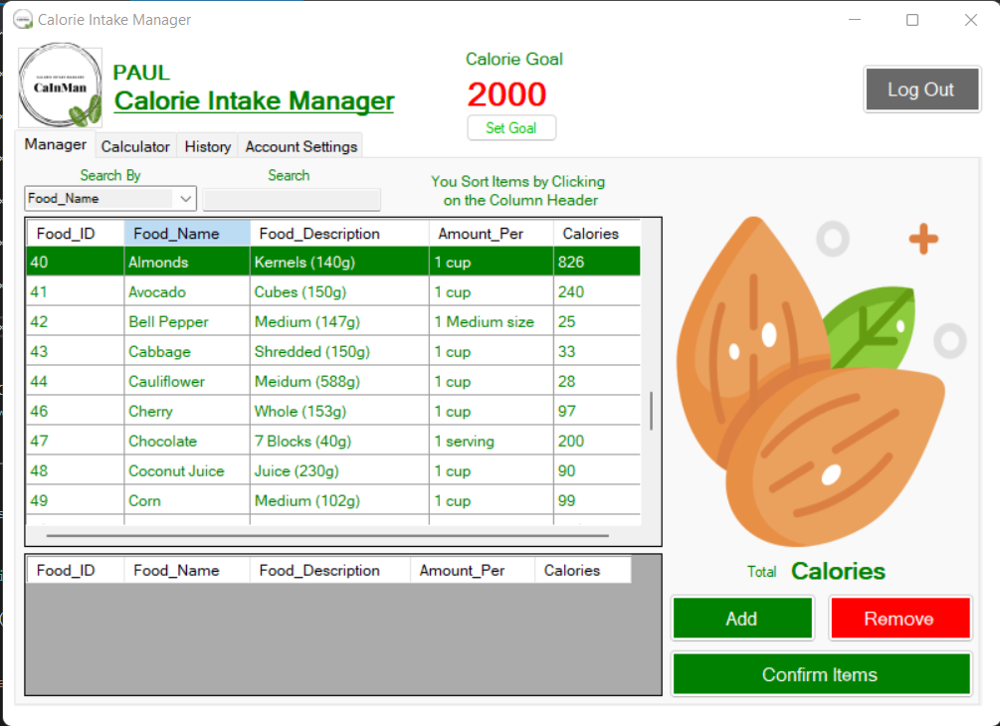 Calorie Intake Manager
CaInMan
PAUL
Calorie Intake Manager
Calorie Goal
2000
Set Goal
Log Out
Manager Calculator History Account Settings
Search By Search
Food_Name
You Sort Items by Clicking
on the Column Header
Food_ID Food_Name Food_Description Amount_Per Calories
40 Almonds Kernels (140g) 1 cup 826
41 Avocado Cubes (150g) 1 cup 240
42 Bell Pepper Medium (147g) 1 Medium size 25
43 Cabbage Shredded (150g) 1 cup 33
44 Cauliflower Meidum (588g) 1 cup 28
46 Cherry Whole (153g) 1 cup 97
47 Chocolate 7 Blocks (40g) 1 serving 200
48 Coconut Juice Juice (230g) 1 cup 90
49 Corn Medium (102g) 1 cup 99
Food_ID Food_Name Food_Description Amount_Per Calories
Total Calories
Add Remove
Confirm Items